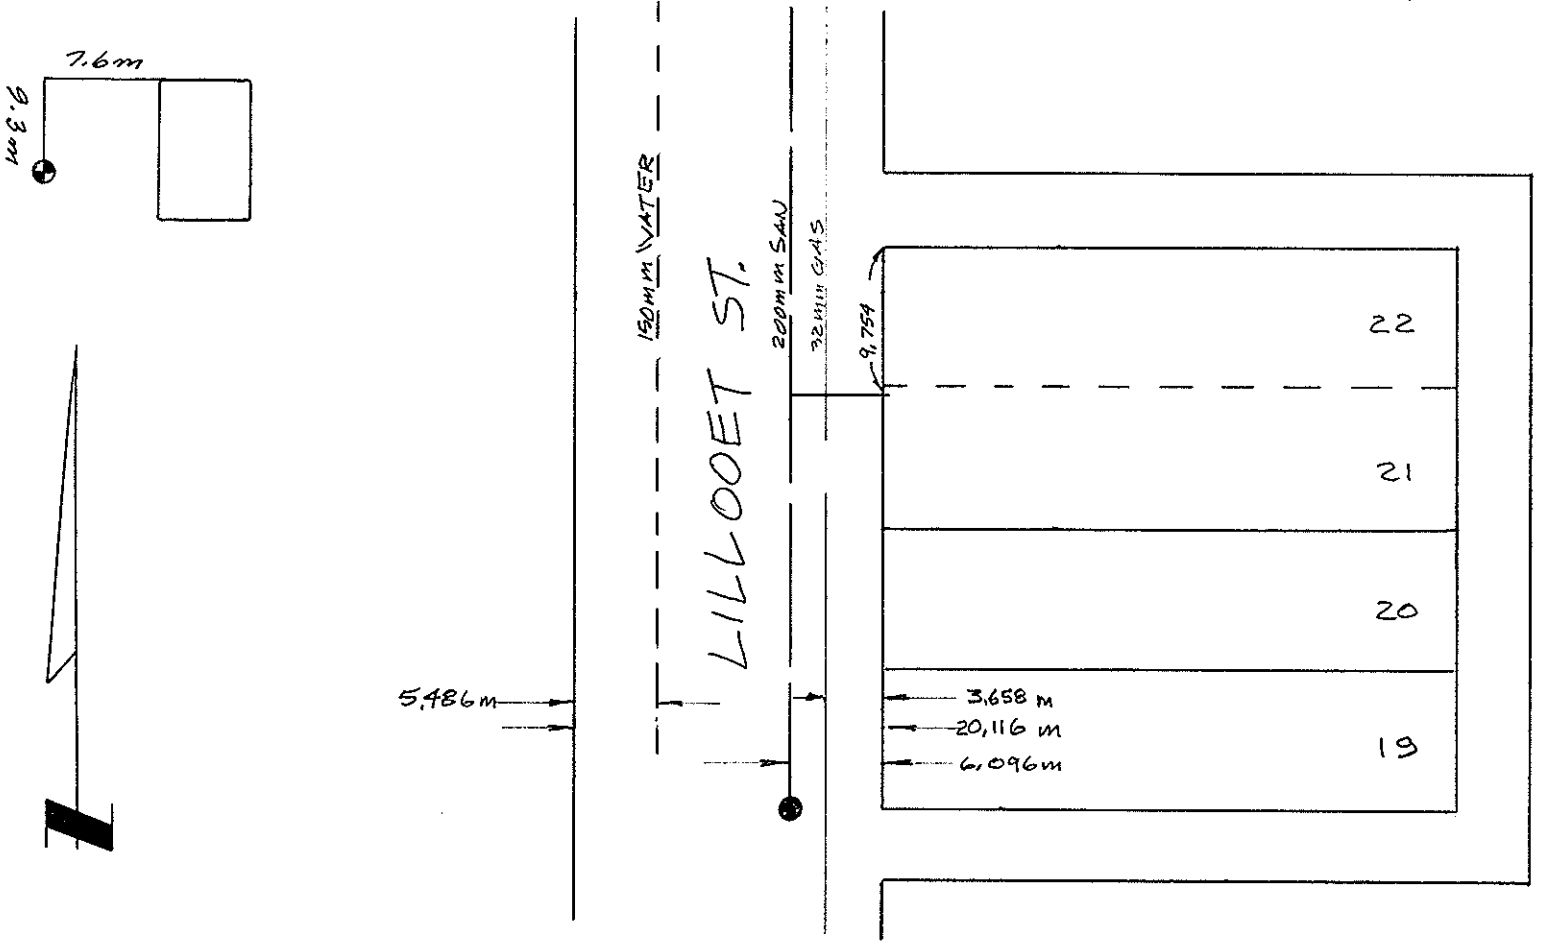 7.6m
9.3m
150mm WATER
LILLOOET ST.
200mm SAN
32mm GAS
9,754
22
21
20
19
5,486m
3,658 m
20,116 m
6,096m